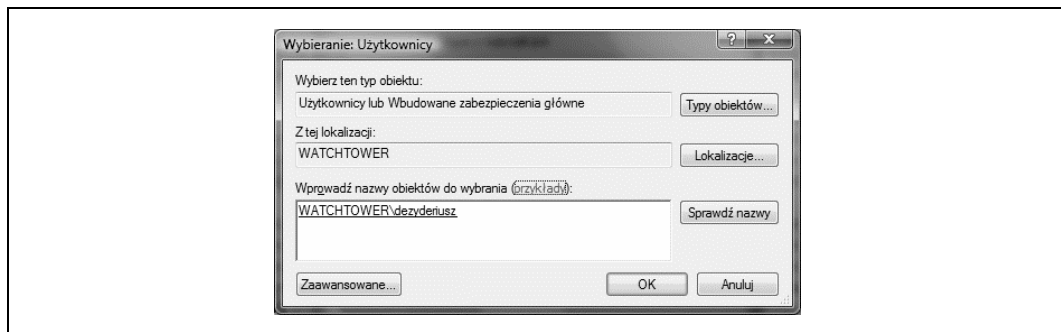 Wybieranie: Użytkownicy
Wybierz ten typ obiektu:
Użytkownicy lub Wbudowane zabezpieczenia główne
Typy obiektów...
Z tej lokalizacji:
WATCHTOWER
Lokalizacje...
Wprowadź nazwy obiektów do wybrania (przykłady):
WATCHTOWER\dezyderiusz
Sprawdź nazwy
Zaawansowane...
OK
Anuluj